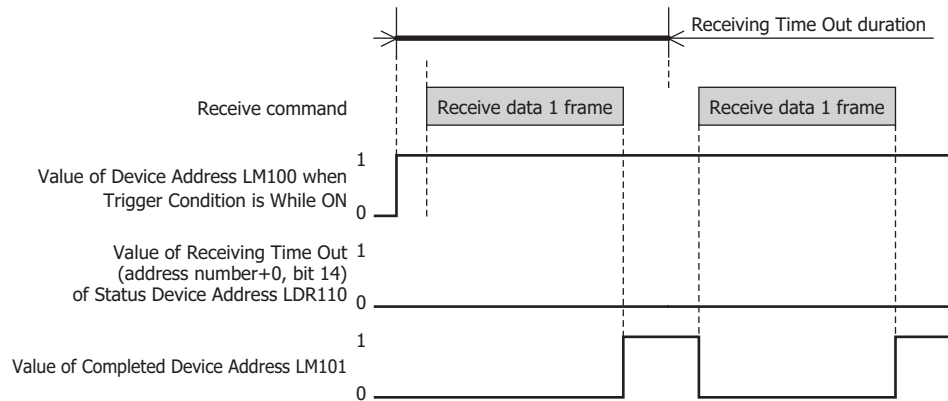 Receiving Time Out duration
Receive command
Receive data 1 frame
Receive data 1 frame
1
Value of Device Address LM100 when
Trigger Condition is While ON
0
Value of Receiving Time Out
1
(address number+0, bit 14)
of Status Device Address LDR110
0
1
Value of Completed Device Address LM101
0